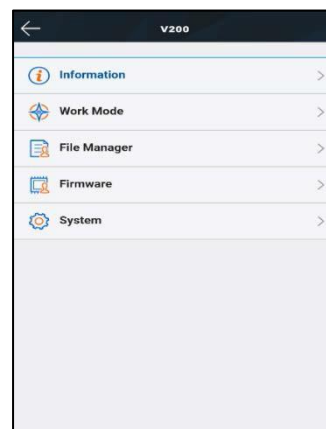 V200
Information
Work Mode
File Manager
Firmware
System